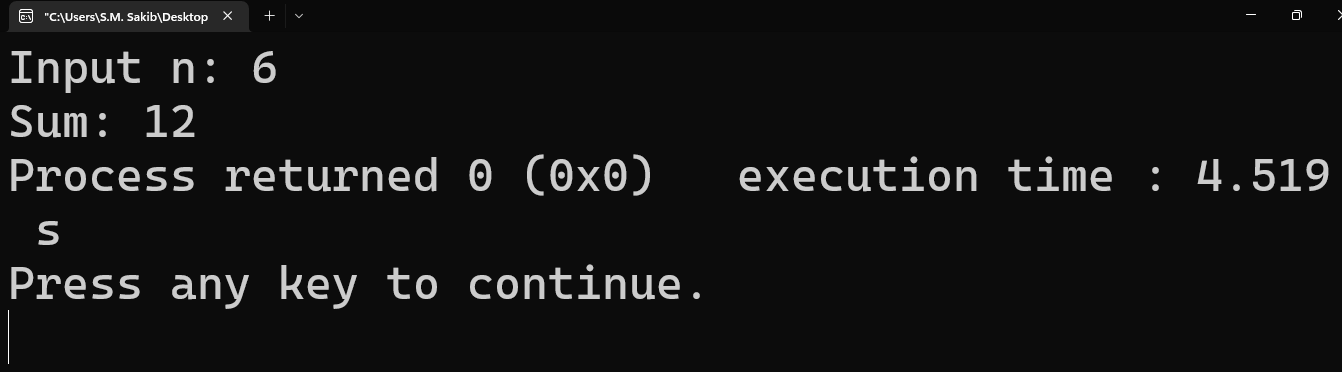 "C:\Users\S.M. Sakib\Desktop
Input n: 6
Sum: 12
Process returned 0 (0x0)   execution time : 4.519
 s
Press any key to continue.